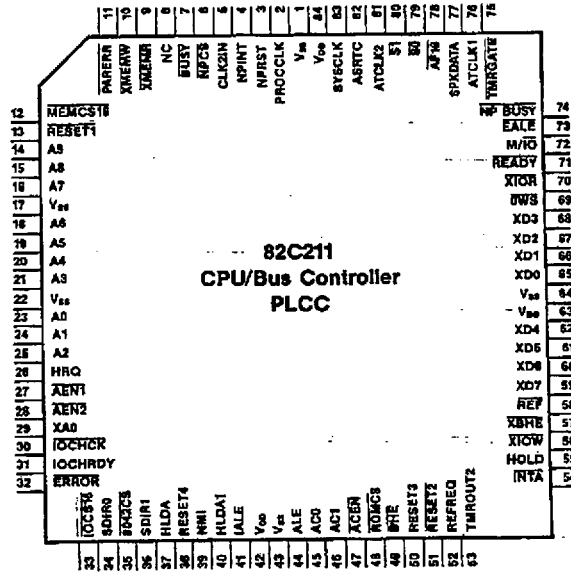 11 10 9 8 7 6 5 4 3 2 1 84 83 82 81 80 79 78 77 76 75
PARERR
XMEMW
XMEMR
NC
BUSY
NPCS
CLK2IN
NPINT
NPRST
PROCCLK
Vss
VDD
SYSCLK
ASRTC
ATCLK2
S1
S0
AF16
SPKDATA
ATCLK1
TMRGATE
12 MEMCS16
13 RESET1
14 A9
15 A8
16 A7
17 Vss
18 A6
19 A5
20 A4
21 A3
22 Vss
23 A0
24 A1
25 A2
26 HRQ
27 AEN1
28 AEN2
29 XA0
30 IOCHCK
31 IOCHRDY
32 ERROR
82C211
CPU/Bus Controller
PLCC
NP BUSY 74
EALE 73
M/IO 72
READY 71
XIOR 70
0WS 69
XD3 68
XD2 67
XD1 66
XD0 65
Vss 64
VDD 63
XD4 62
XD5 61
XD6 60
XD7 59
REF 58
XBHE 57
XIOW 56
HOLD 55
INTA 54
IOCS16
SDIR0
8042CS
SDIR1
HLDA
RESET4
NMI
HLDA1
IALE
VDD
Vss
ALE
AC0
AC1
ACEN
ROMCS
BHE
RESET3
RESET2
REFREQ
TMROUT2
33 34 35 36 37 38 39 40 41 42 43 44 45 46 47 48 49 50 51 52 53